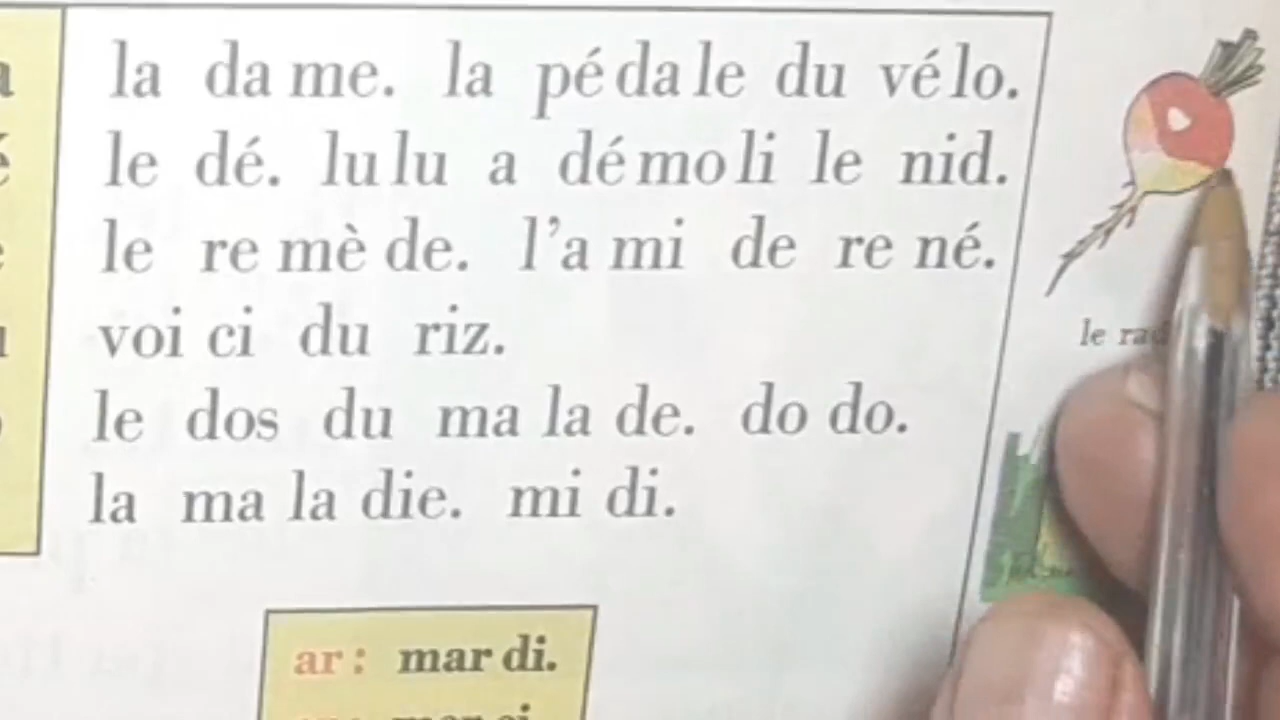 la da me. la pé da le du vé lo.
le dé. lu lu a dé mo li le nid.
le re mè de. l'a mi de re né.
voi ci du riz.
le dos du ma la de. do do.
la ma la die. mi di.
le
ar : mar di.